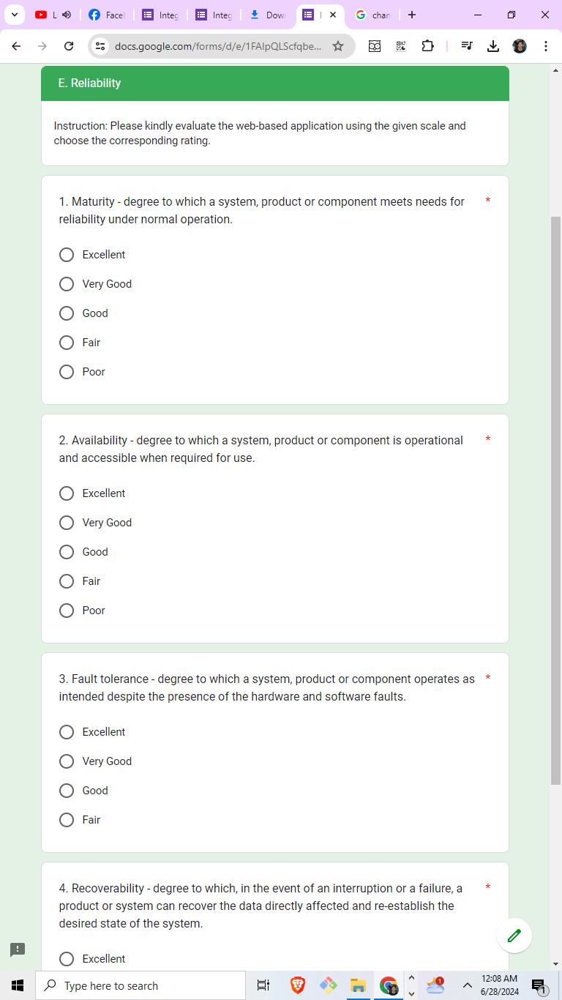 L
Facel
Integ
Integ
Dow
chan
docs.google.com/forms/d/e/1FAIpQLScfqbe...
E. Reliability
Instruction: Please kindly evaluate the web-based application using the given scale and
choose the corresponding rating.
1. Maturity - degree to which a system, product or component meets needs for *
reliability under normal operation.
Excellent
Very Good
Good
Fair
Poor
2. Availability - degree to which a system, product or component is operational *
and accessible when required for use.
Excellent
Very Good
Good
Fair
Poor
3. Fault tolerance - degree to which a system, product or component operates as *
intended despite the presence of the hardware and software faults.
Excellent
Very Good
Good
Fair
4. Recoverability - degree to which, in the event of an interruption or a failure, a *
product or system can recover the data directly affected and re-establish the
desired state of the system.
Excellent
Type here to search
1
12:08 AM
6/28/2024
1